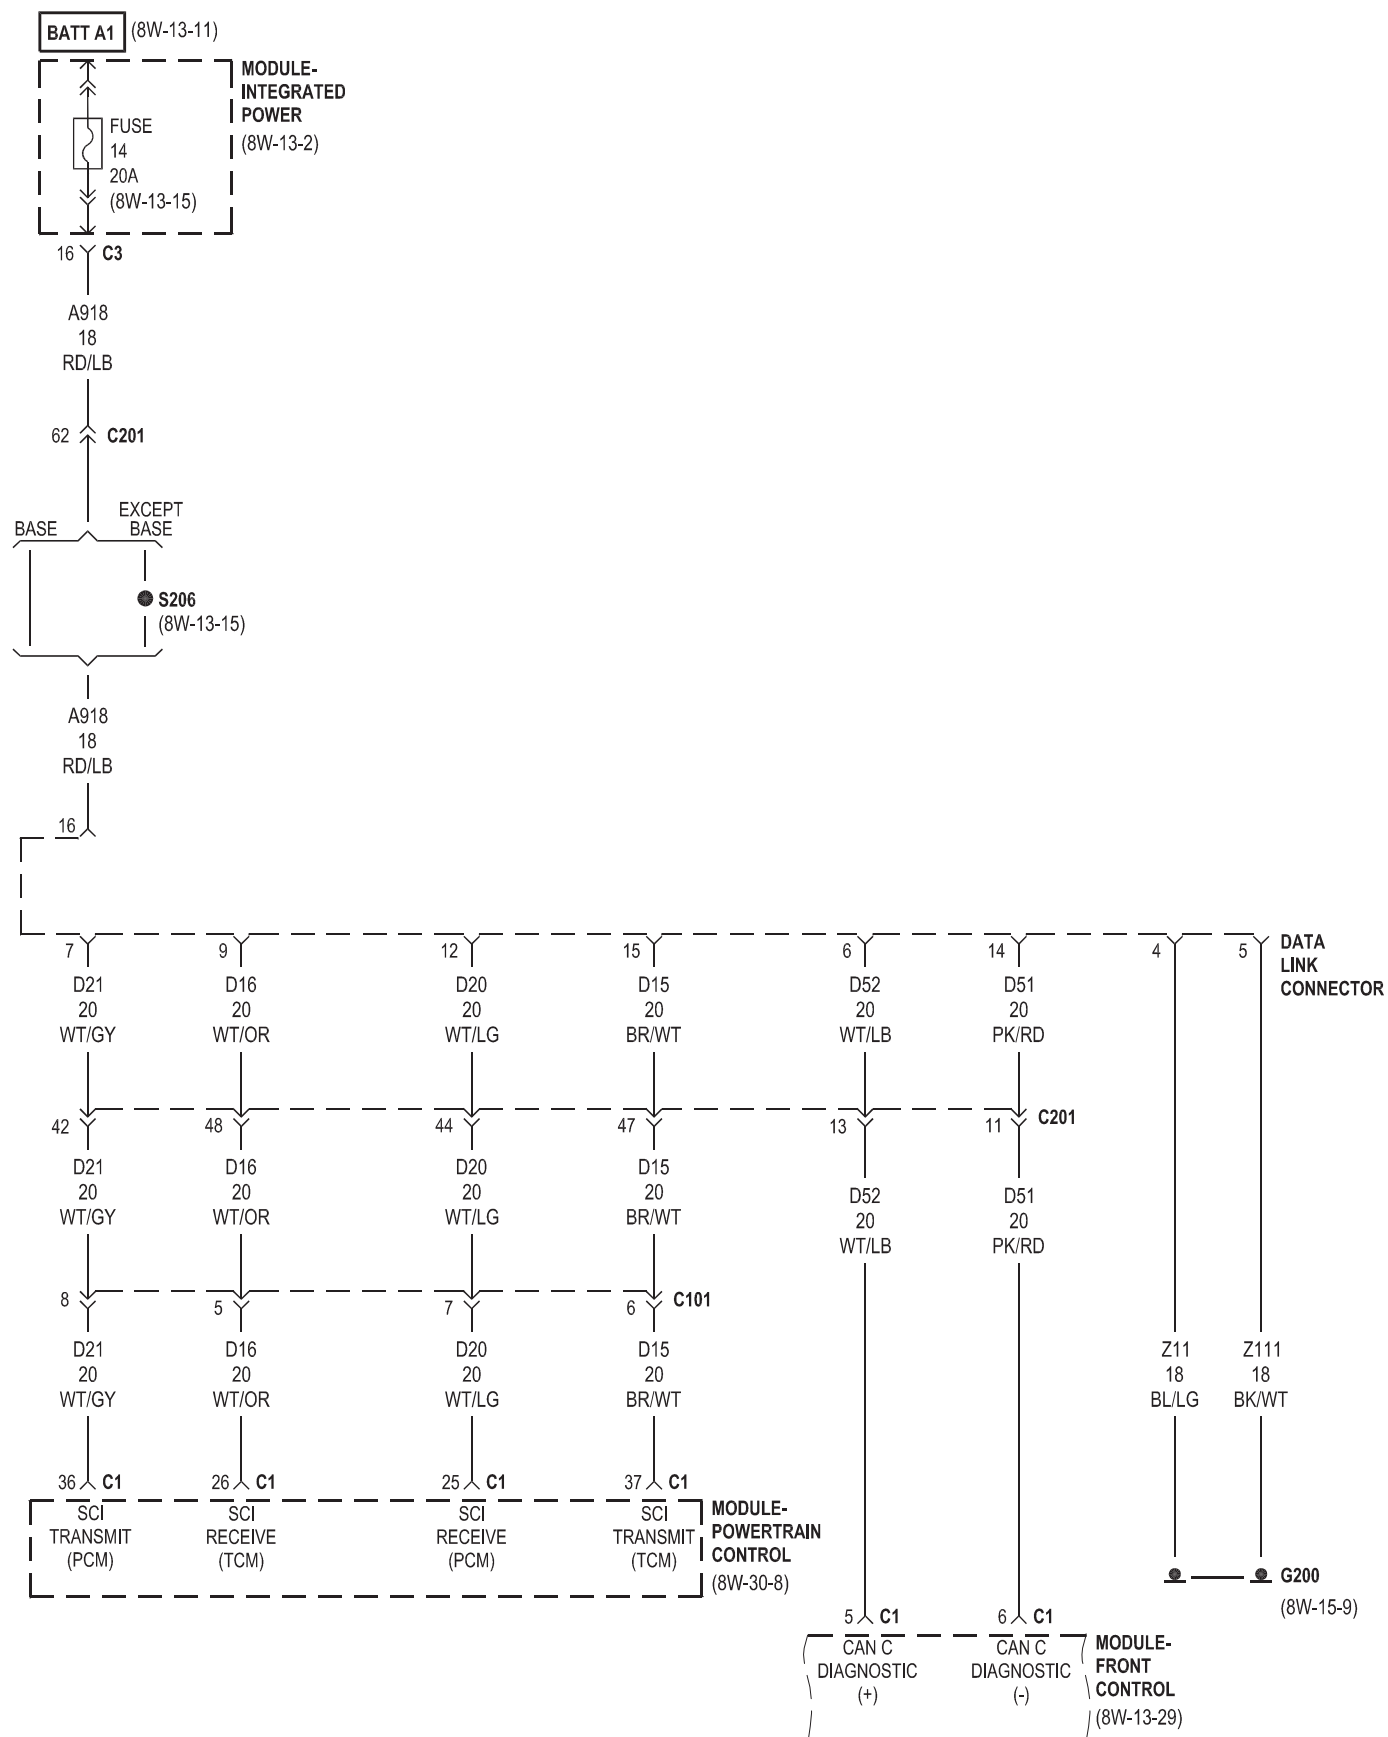 BATT A1 (8W-13-11)
MODULE-
INTEGRATED
POWER
(8W-13-2)
FUSE
14
20A
(8W-13-15)
16 C3
A918
18
RD/LB
62 C201
BASE EXCEPT
BASE
S206
(8W-13-15)
A918
18
RD/LB
16
7 9 12 15 6 14 4 5 DATA
LINK
CONNECTOR
D21 D16 D20 D15 D52 D51
20 20 20 20 20 20
WT/GY WT/OR WT/LG BR/WT WT/LB PK/RD
42 48 44 47 13 11 C201
D21 D16 D20 D15
20 20 20 20
WT/GY WT/OR WT/LG BR/WT
D52 D51
20 20
WT/LB PK/RD
8 5 7 6 C101
D21 D16 D20 D15 Z11 Z111
20 20 20 20 18 18
WT/GY WT/OR WT/LG BR/WT BL/LG BK/WT
36 C1 26 C1 25 C1 37 C1
SCI SCI SCI SCI
TRANSMIT RECEIVE RECEIVE TRANSMIT
(PCM) (TCM) (PCM) (TCM)
MODULE-
POWERTRAIN
CONTROL
(8W-30-8)
G200
(8W-15-9)
5 C1 6 C1
CAN C CAN C
DIAGNOSTIC DIAGNOSTIC
(+) (-)
MODULE-
FRONT
CONTROL
(8W-13-29)